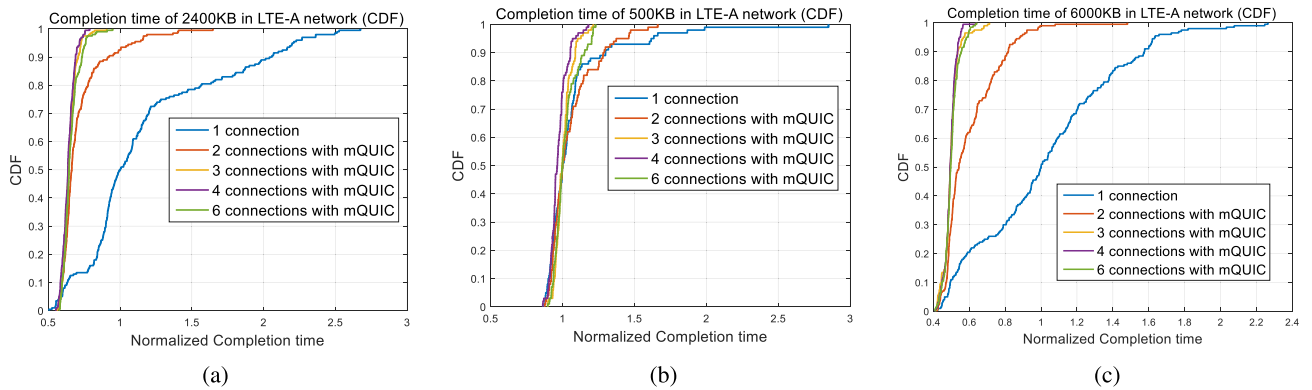 Completion time of 2400KB in LTE-A network (CDF)
1
0.9
0.8
0.7
0.6
0.5
0.4
0.3
0.2
0.1
0
CDF
1 connection
2 connections with mQUIC
3 connections with mQUIC
4 connections with mQUIC
6 connections with mQUIC
0.5 1 1.5 2 2.5 3
Normalized Completion time
(a)
Completion time of 500KB in LTE-A network (CDF)
1
0.9
0.8
0.7
0.6
0.5
0.4
0.3
0.2
0.1
0
CDF
1 connection
2 connections with mQUIC
3 connections with mQUIC
4 connections with mQUIC
6 connections with mQUIC
0.5 1 1.5 2 2.5 3
Normalized Completion time
(b)
Completion time of 6000KB in LTE-A network (CDF)
1
0.9
0.8
0.7
0.6
0.5
0.4
0.3
0.2
0.1
0
CDF
1 connection
2 connections with mQUIC
3 connections with mQUIC
4 connections with mQUIC
6 connections with mQUIC
0.4 0.6 0.8 1 1.2 1.4 1.6 1.8 2 2.2 2.4
Normalized Completion time
(c)